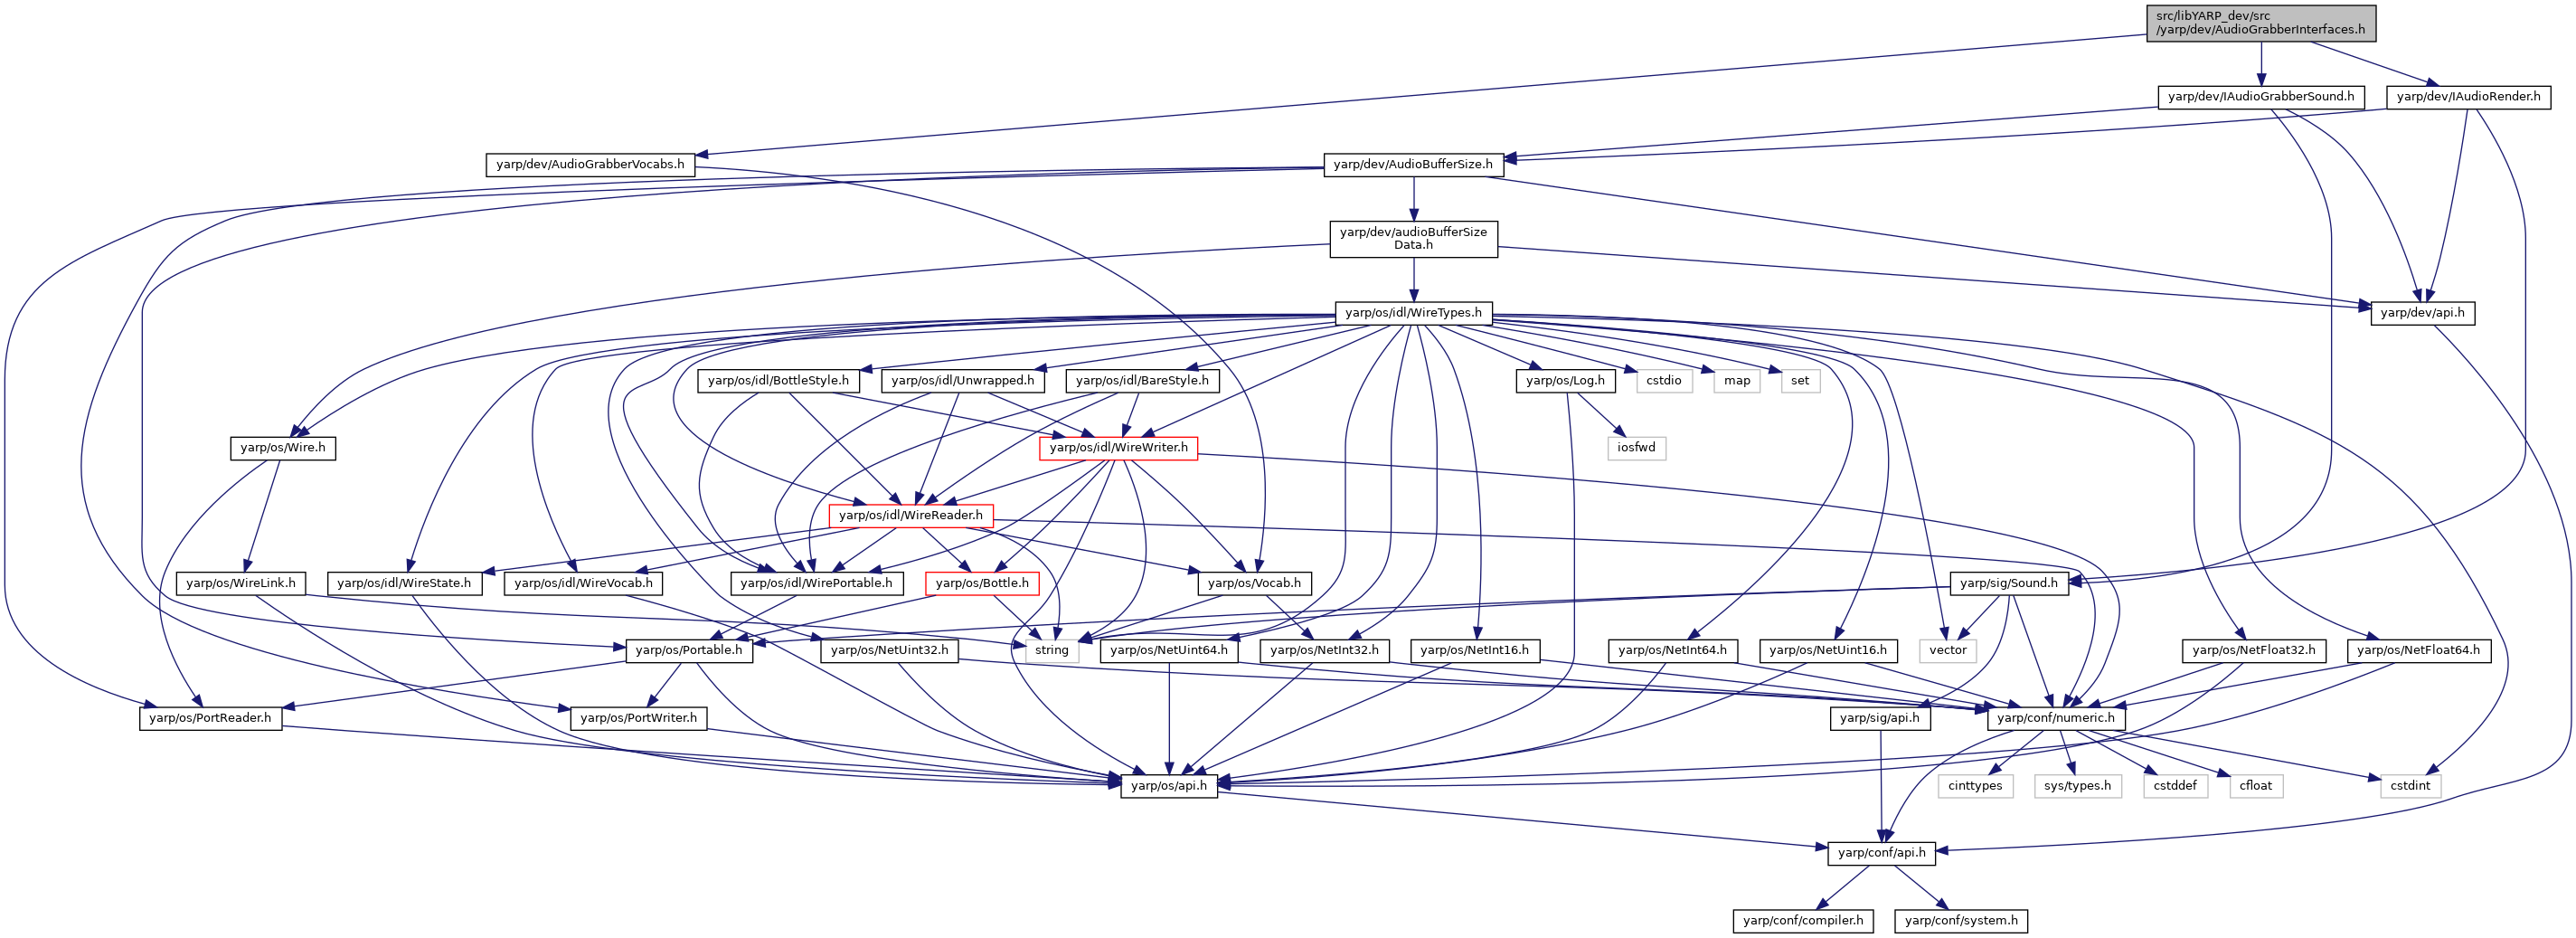 src/libYARP_dev/src
/yarp/dev/AudioGrabberInterfaces.h
yarp/dev/IAudioGrabberSound.h
yarp/dev/IAudioRender.h
yarp/dev/AudioGrabberVocabs.h
yarp/dev/AudioBufferSize.h
yarp/dev/audioBufferSize
Data.h
yarp/os/idl/WireTypes.h
yarp/dev/api.h
yarp/os/idl/BottleStyle.h
yarp/os/idl/Unwrapped.h
yarp/os/idl/BareStyle.h
yarp/os/Log.h
cstdio
map
set
yarp/os/Wire.h
yarp/os/idl/WireWriter.h
iosfwd
yarp/os/idl/WireReader.h
yarp/os/WireLink.h
yarp/os/idl/WireState.h
yarp/os/idl/WireVocab.h
yarp/os/idl/WirePortable.h
yarp/os/Bottle.h
yarp/os/Vocab.h
yarp/sig/Sound.h
yarp/os/Portable.h
yarp/os/NetUint32.h
string
yarp/os/NetUint64.h
yarp/os/NetInt32.h
yarp/os/NetInt16.h
yarp/os/NetInt64.h
yarp/os/NetUint16.h
vector
yarp/os/NetFloat32.h
yarp/os/NetFloat64.h
yarp/os/PortReader.h
yarp/os/PortWriter.h
yarp/sig/api.h
yarp/conf/numeric.h
yarp/os/api.h
cinttypes
sys/types.h
cstddef
cfloat
cstdint
yarp/conf/api.h
yarp/conf/compiler.h
yarp/conf/system.h